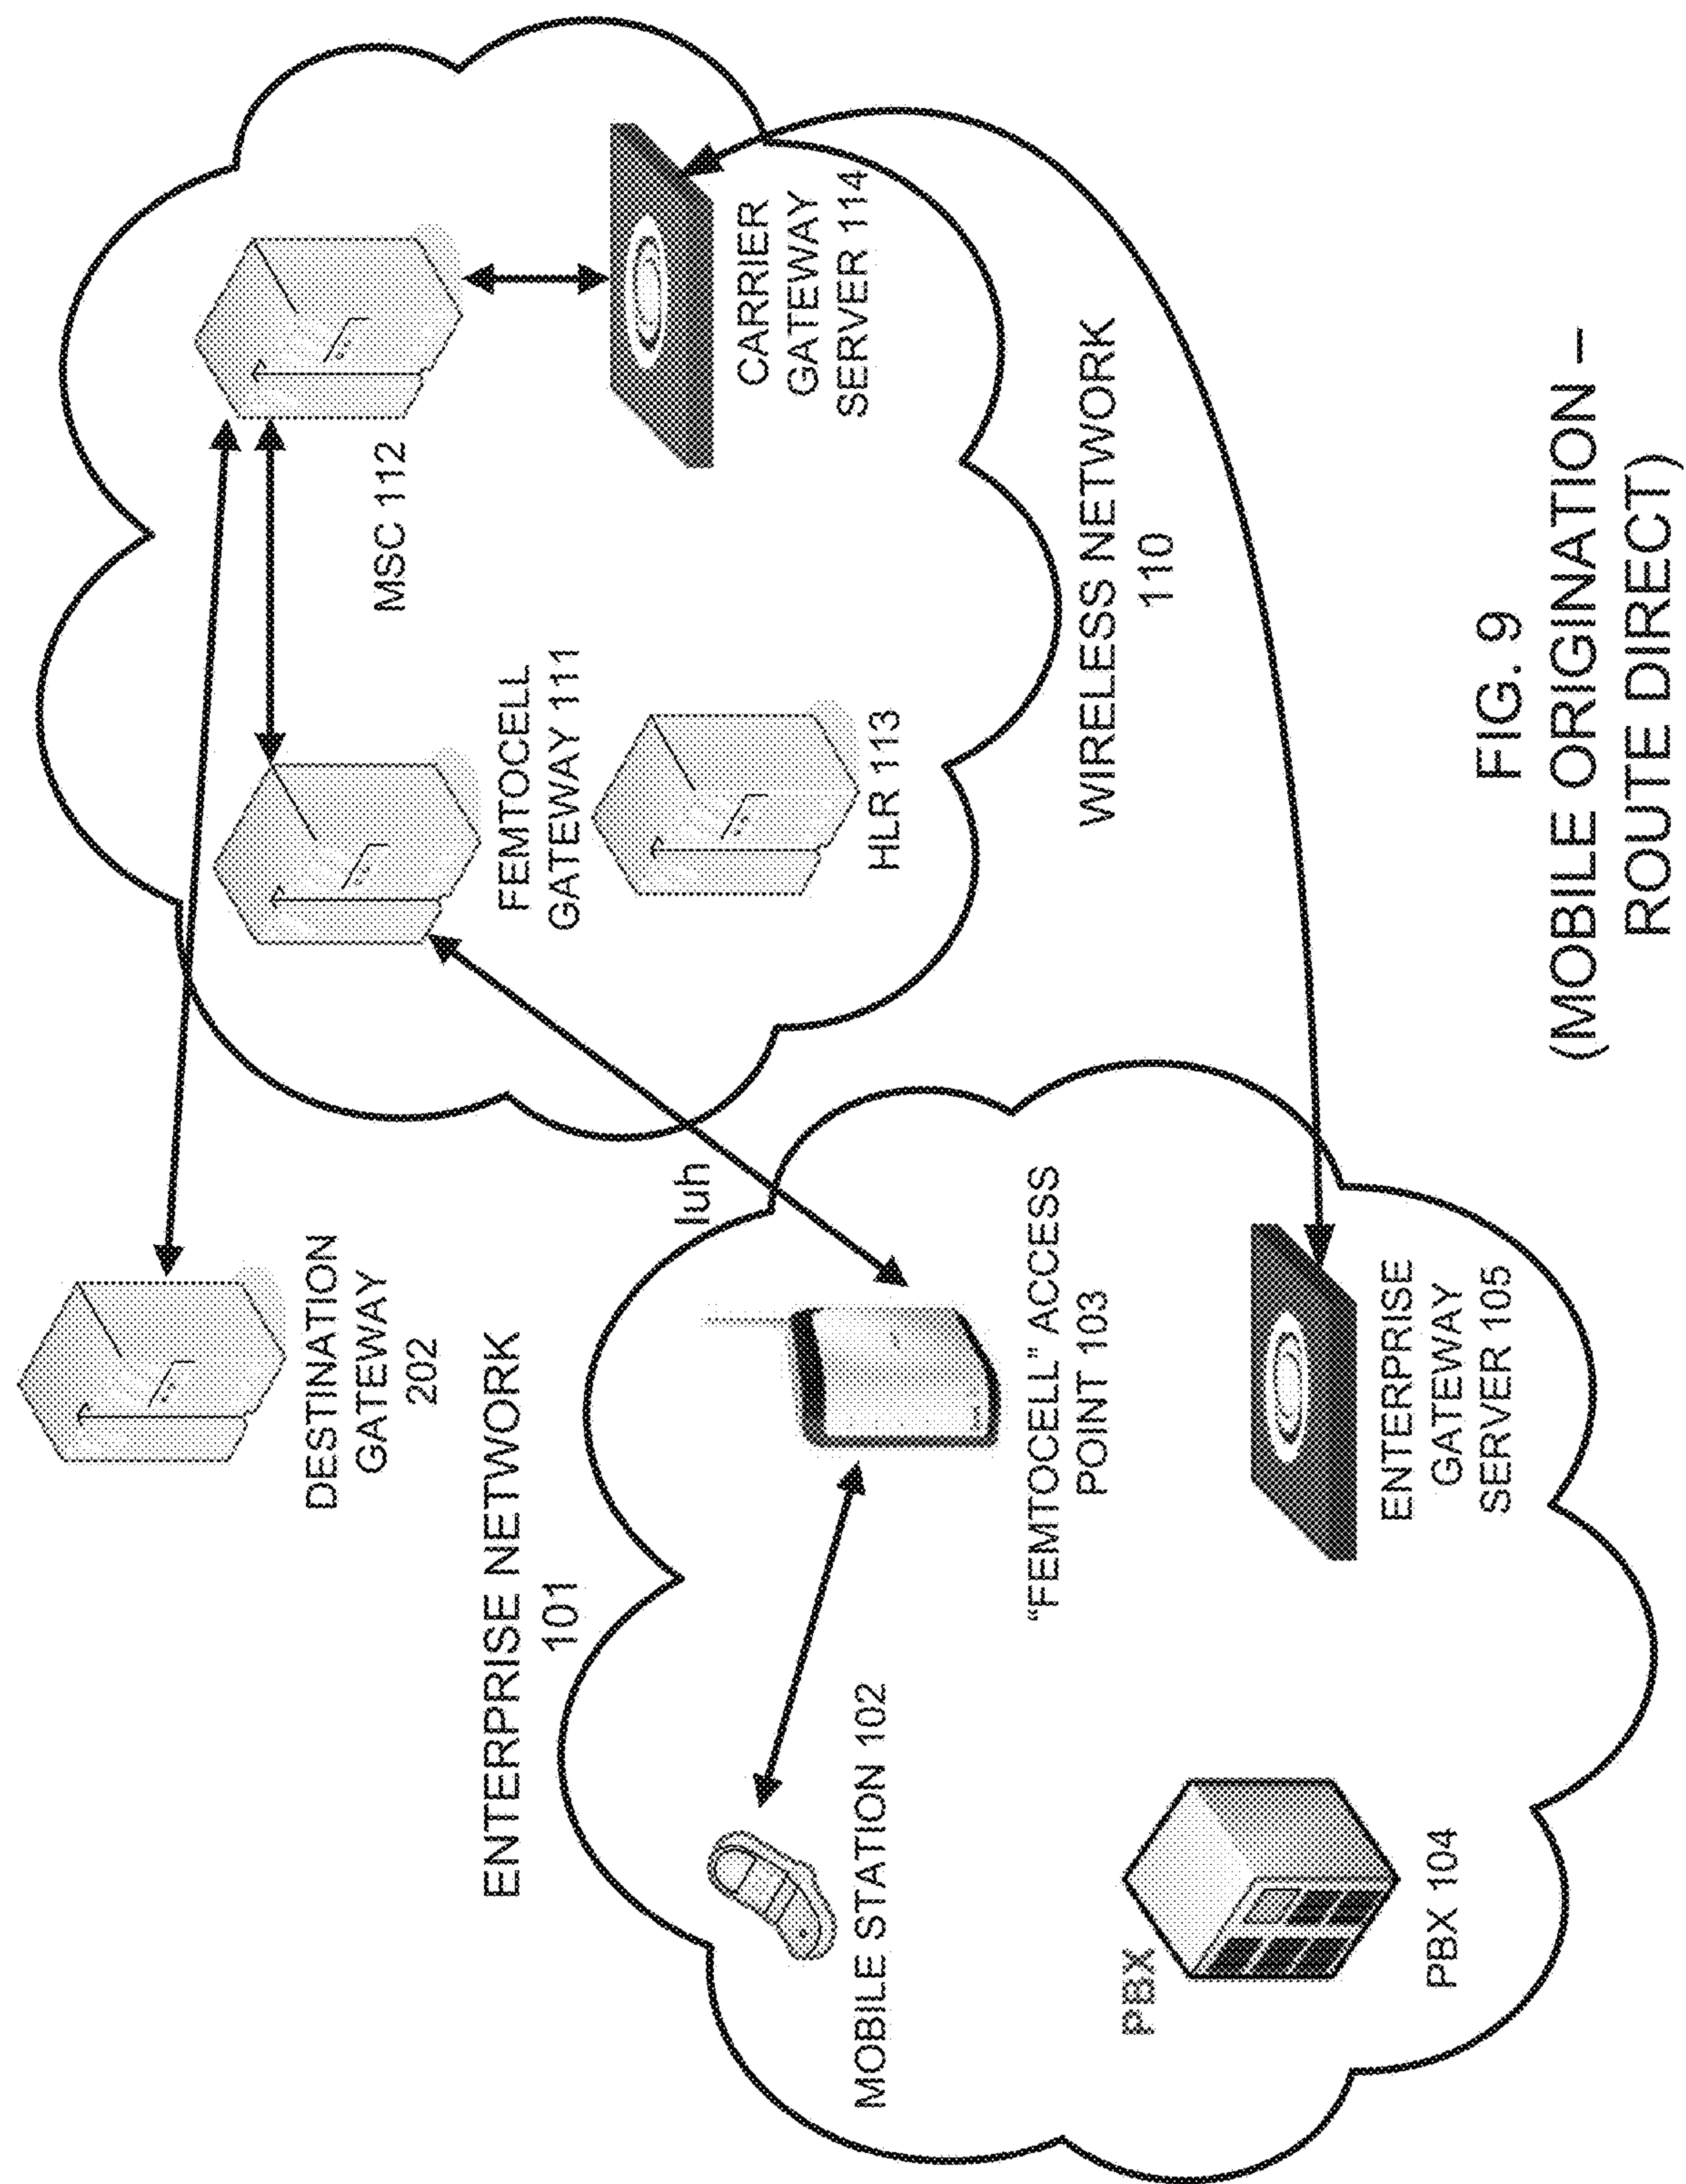 DESTINATION
GATEWAY
202
ENTERPRISE NETWORK
101
MSC 112
FEMTOCELL
GATEWAY 111
HLR 113
CARRIER
GATEWAY
SERVER 114
WIRELESS NETWORK
110
Iuh
MOBILE STATION 102
"FEMTOCELL" ACCESS
POINT 103
PBX
PBX 104
ENTERPRISE
GATEWAY
SERVER 105
FIG. 9
(MOBILE ORIGINATION –
ROUTE DIRECT)